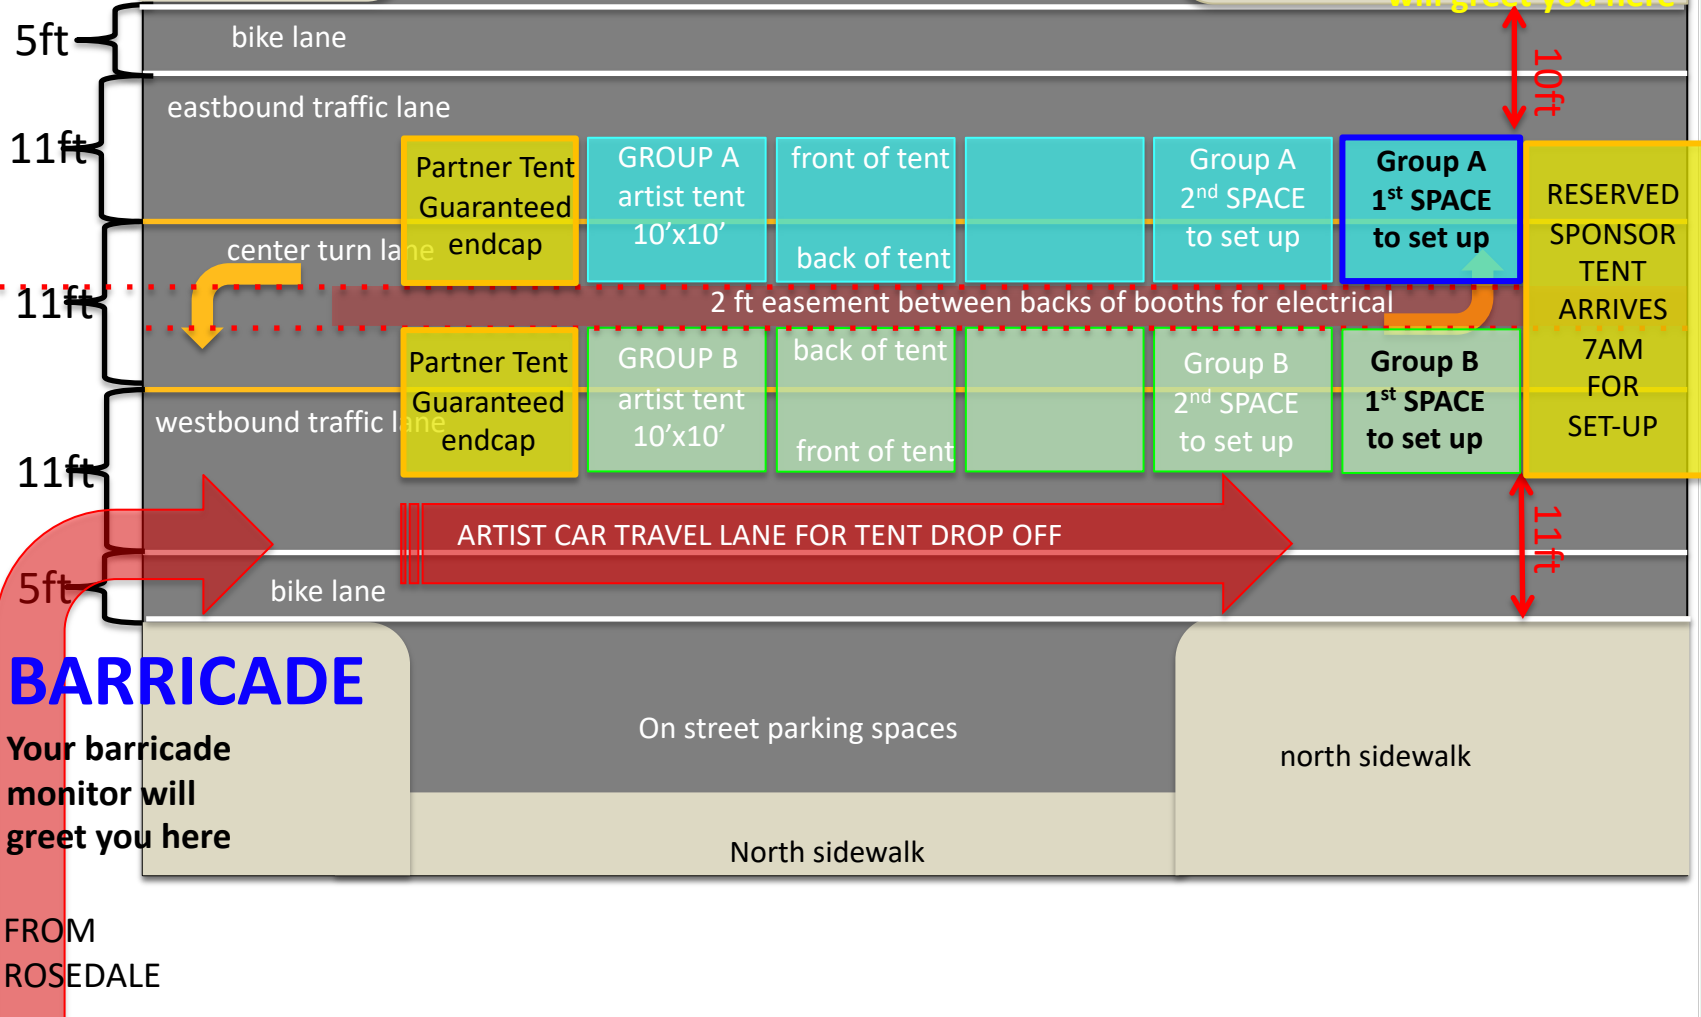 will greet you here
5ft
bike lane
10ft
eastbound traffic lane
11ft
Partner Tent
Guaranteed
endcap
GROUP A
artist tent
10’x10’
front of tent
back of tent
Group A
2nd SPACE
to set up
Group A
1st SPACE
to set up
RESERVED
SPONSOR
TENT
ARRIVES
7AM
FOR
SET-UP
center turn lane
11ft
2 ft easement between backs of booths for electrical
Partner Tent
Guaranteed
endcap
GROUP B
artist tent
10’x10’
back of tent
front of tent
Group B
2nd SPACE
to set up
Group B
1st SPACE
to set up
westbound traffic lane
11ft
ARTIST CAR TRAVEL LANE FOR TENT DROP OFF
11ft
5ft
bike lane
BARRICADE
Your barricade
monitor will
greet you here
On street parking spaces
north sidewalk
North sidewalk
FROM
ROSEDALE